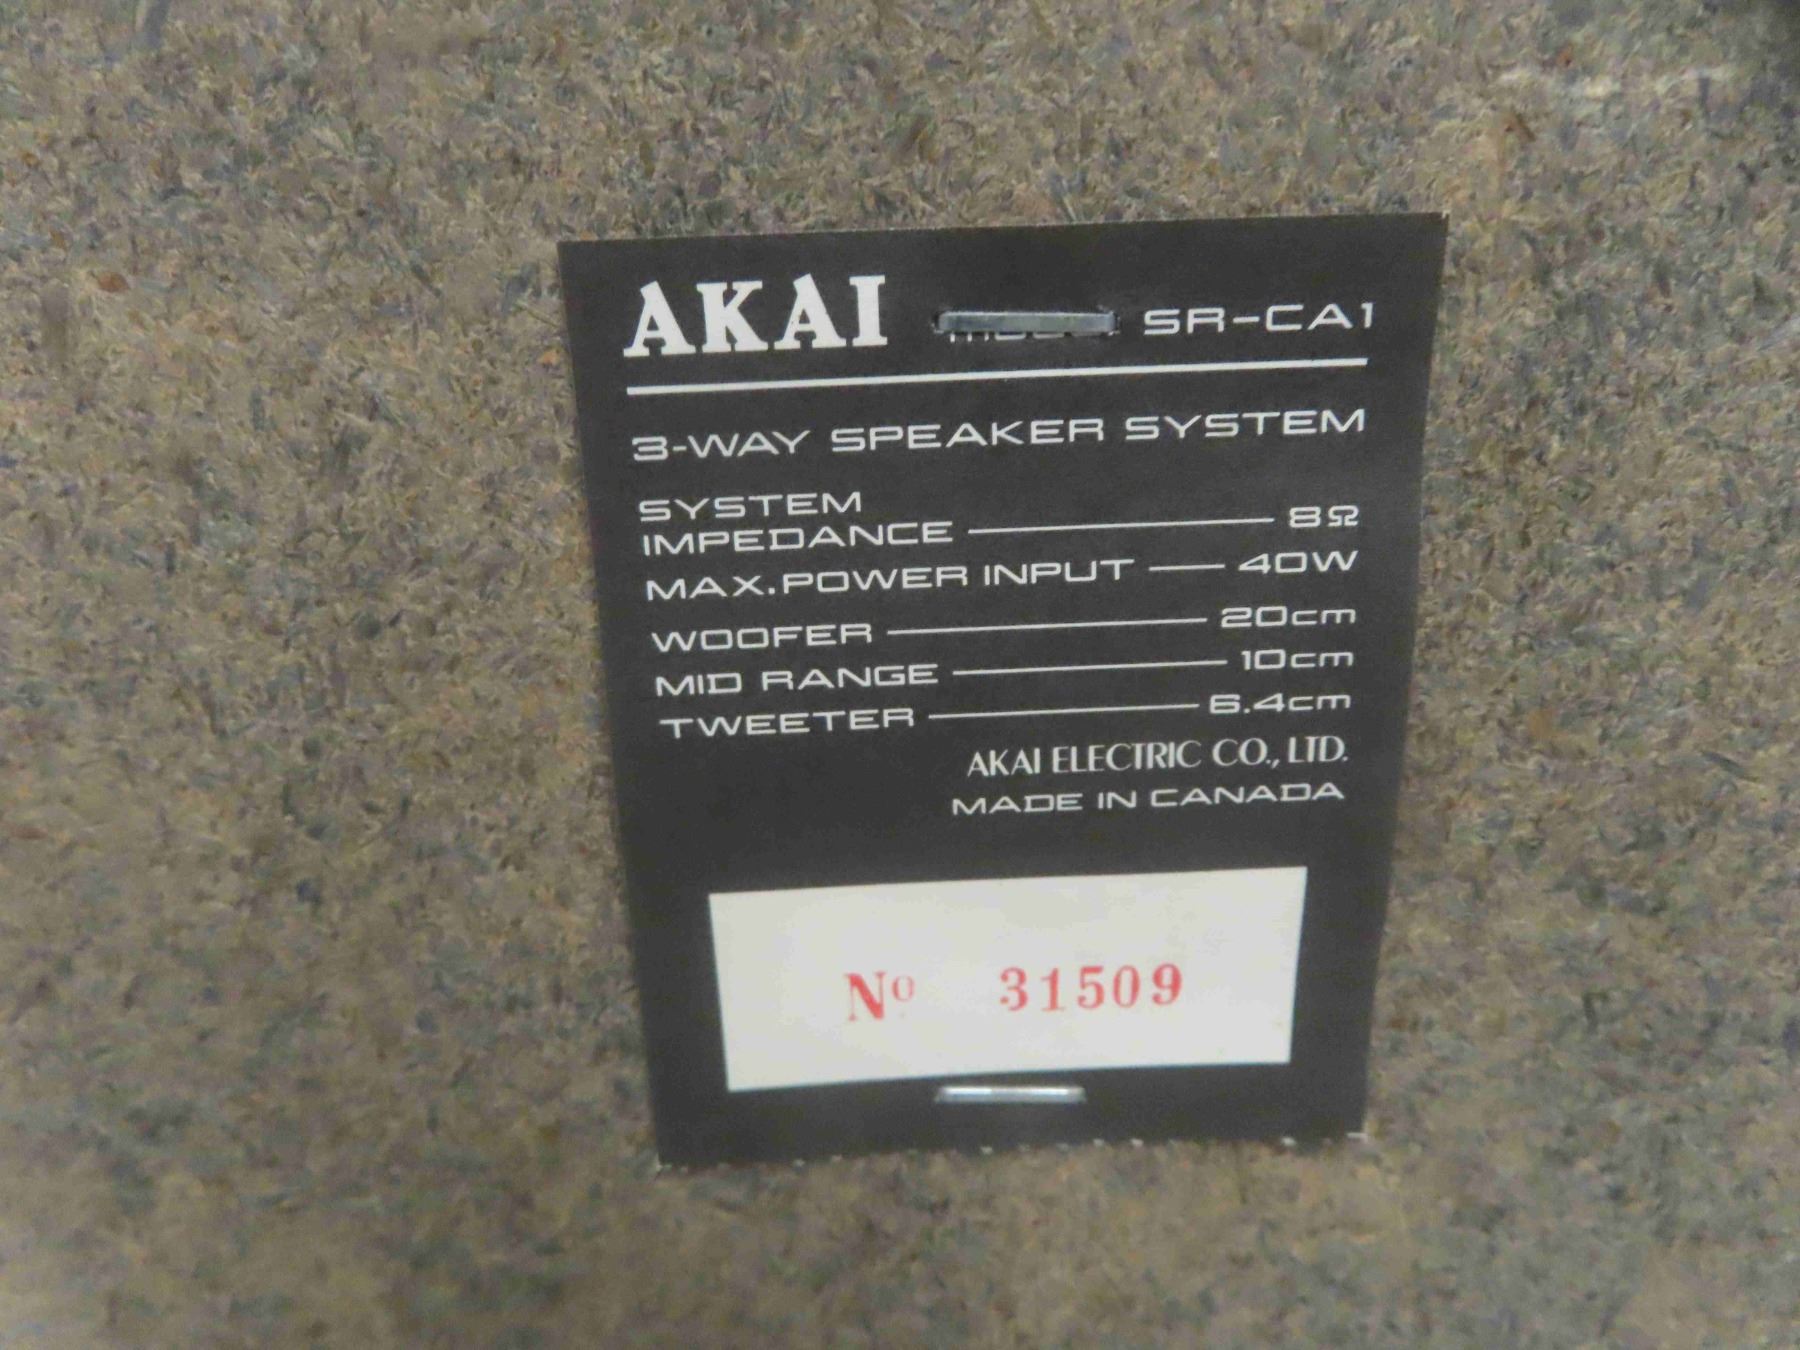 AKAI MODEL SR-CA1
3-WAY SPEAKER SYSTEM
SYSTEM
IMPEDANCE 8Ω
MAX.POWER INPUT 40W
WOOFER 20cm
MID RANGE 10cm
TWEETER 6.4cm
AKAI ELECTRIC CO., LTD.
MADE IN CANADA
Nº 31509